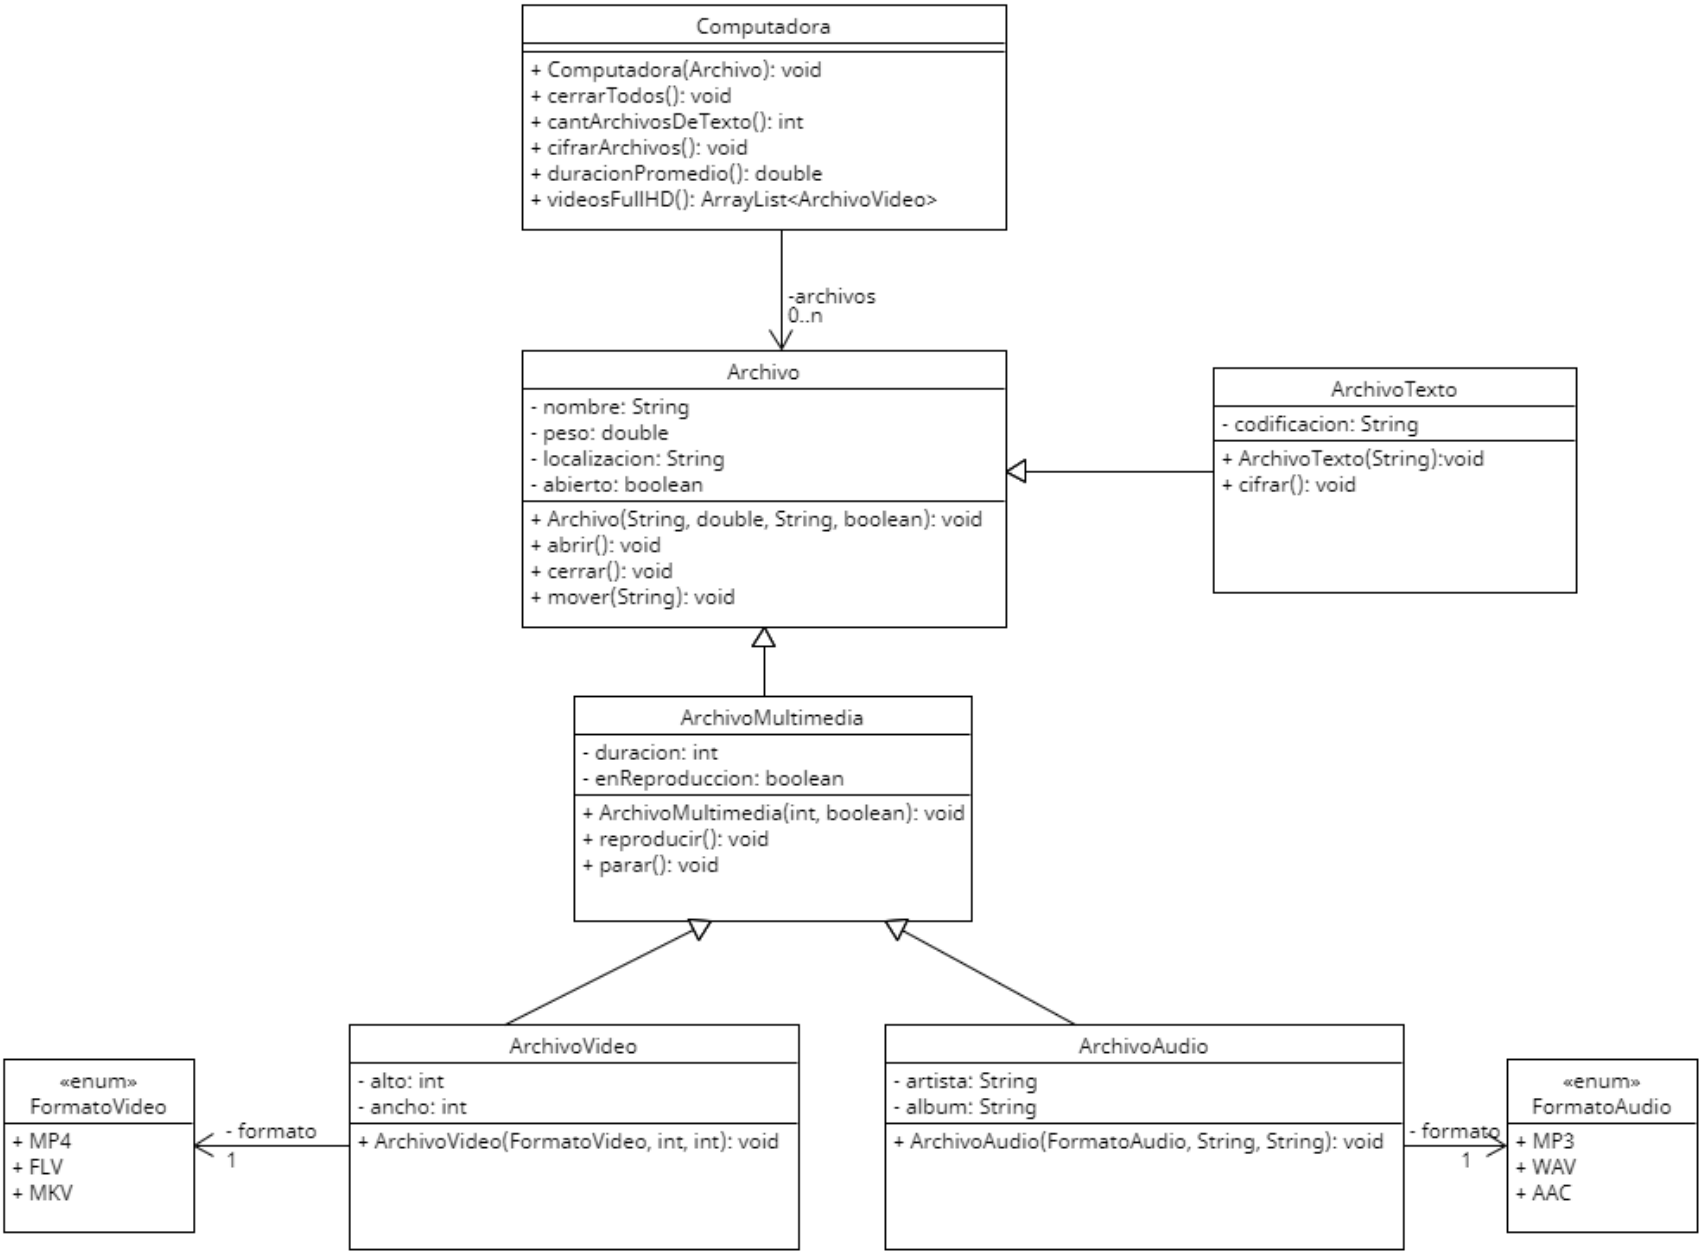 Computadora
+ Computadora(Archivo): void
+ cerrarTodos(): void
+ cantArchivosDeTexto(): int
+ cifrarArchivos(): void
+ duracionPromedio(): double
+ videosFullHD(): ArrayList<ArchivoVideo>
-archivos
0..n
Archivo
- nombre: String
- peso: double
- localizacion: String
- abierto: boolean
+ Archivo(String, double, String, boolean): void
+ abrir(): void
+ cerrar(): void
+ mover(String): void
ArchivoTexto
- codificacion: String
+ ArchivoTexto(String):void
+ cifrar(): void
ArchivoMultimedia
- duracion: int
- enReproduccion: boolean
+ ArchivoMultimedia(int, boolean): void
+ reproducir(): void
+ parar(): void
«enum»
FormatoVideo
+ MP4
+ FLV
+ MKV
- formato
1
ArchivoVideo
- alto: int
- ancho: int
+ ArchivoVideo(FormatoVideo, int, int): void
ArchivoAudio
- artista: String
- album: String
+ ArchivoAudio(FormatoAudio, String, String): void
- formato
1
«enum»
FormatoAudio
+ MP3
+ WAV
+ AAC